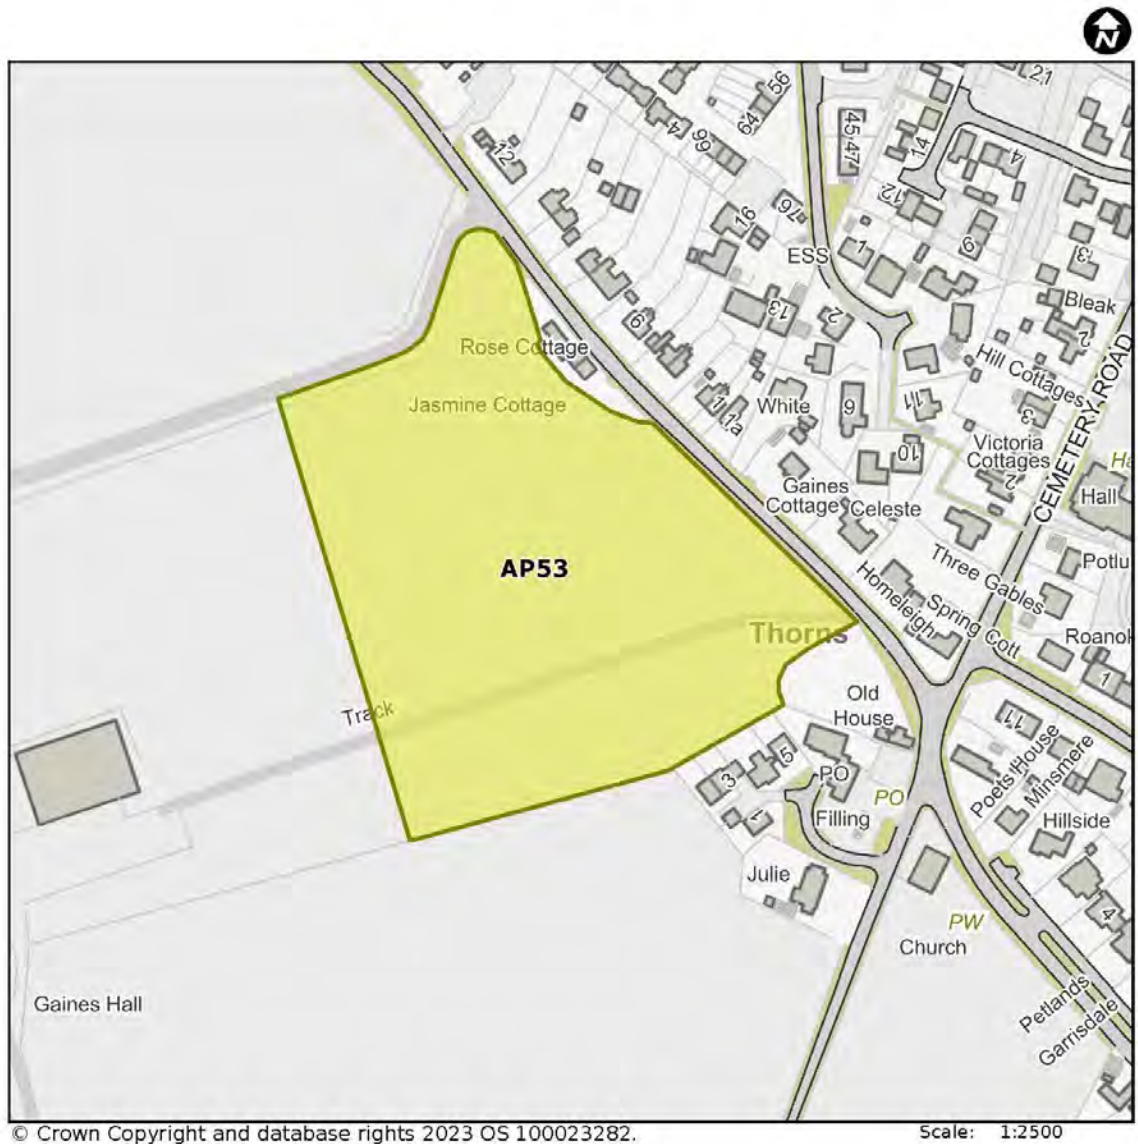 N
21
56
64
45-47
14
4
12
66
4
12
76
16
ESS
1
9
3
13
2
Bleak
2
9
Rose Cottage
Hill Cottages
CEMETERY ROAD
Jasmine Cottage
1
1a
White
9
11
3
10
Victoria
Cottages
2
Gaines
Cottage
Celeste
Hall
AP53
Three Gables
Potlu
Homeleigh
Spring Cott
Thorns
Roanok
1
Track
Old
House
11
Poets House
Minsmere
5
3
PO
PO
1
Filling
Hillside
Julie
4
PW
Church
Gaines Hall
Petlands
Garrisdale
© Crown Copyright and database rights 2023 OS 100023282.
Scale: 1:2500